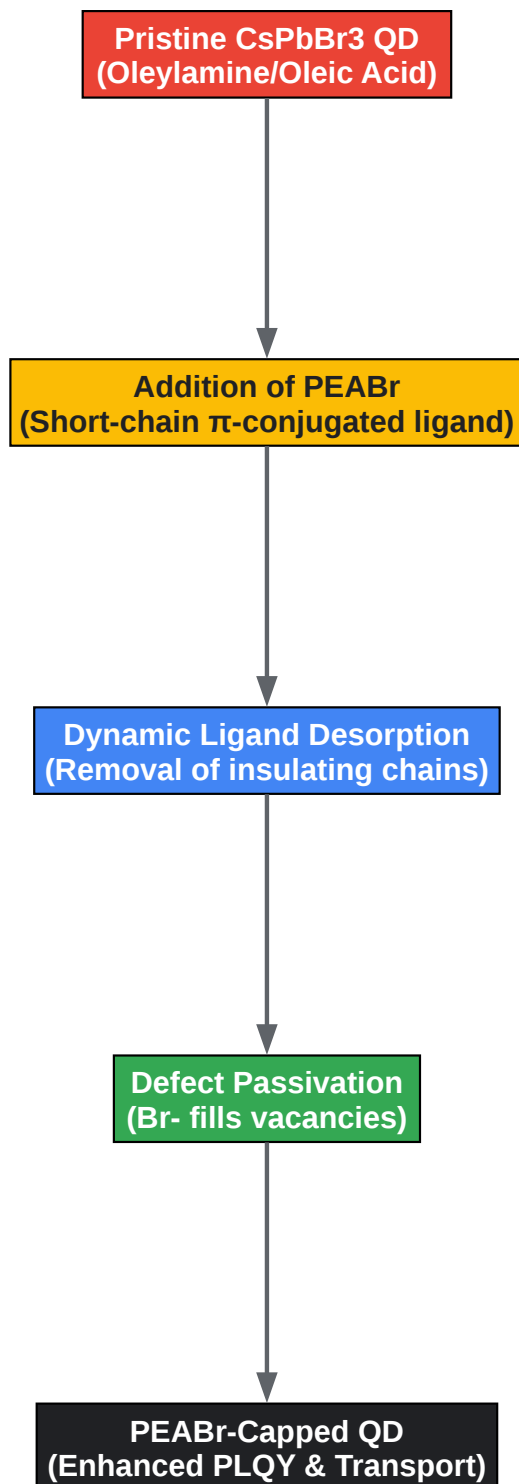 Pristine CsPbBr3 QD
(Oleylamine/Oleic Acid)
Addition of PEABr
(Short-chain π-conjugated ligand)
Dynamic Ligand Desorption
(Removal of insulating chains)
Defect Passivation
(Br- fills vacancies)
PEABr-Capped QD
(Enhanced PLQY & Transport)